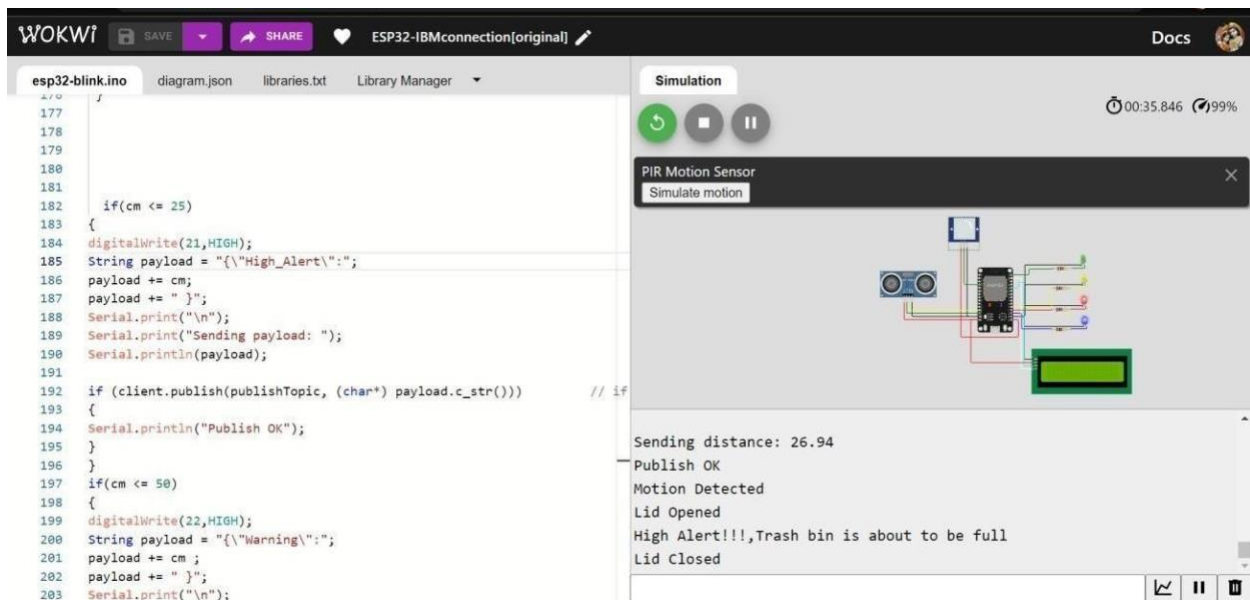 WOKWI SAVE SHARE ESP32-IBMconnection[original] Docs
esp32-blink.ino diagram.json libraries.txt Library Manager
Simulation
00:35.846 99%
176 }
177
178
179
180
181
182 if(cm <= 25)
183 {
184 digitalWrite(21,HIGH);
185 String payload = "{\"High_Alert\":";
186 payload += cm;
187 payload += " }";
188 Serial.print("\n");
189 Serial.print("Sending payload: ");
190 Serial.println(payload);
191
192 if (client.publish(publishTopic, (char*) payload.c_str())) // if
193 {
194 Serial.println("Publish OK");
195 }
196 }
197 if(cm <= 50)
198 {
199 digitalWrite(22,HIGH);
200 String payload = "{\"Warning\":";
201 payload += cm ;
202 payload += " }";
203 Serial.print("\n");
PIR Motion Sensor
Simulate motion
Sending distance: 26.94
Publish OK
Motion Detected
Lid Opened
High Alert!!!,Trash bin is about to be full
Lid Closed